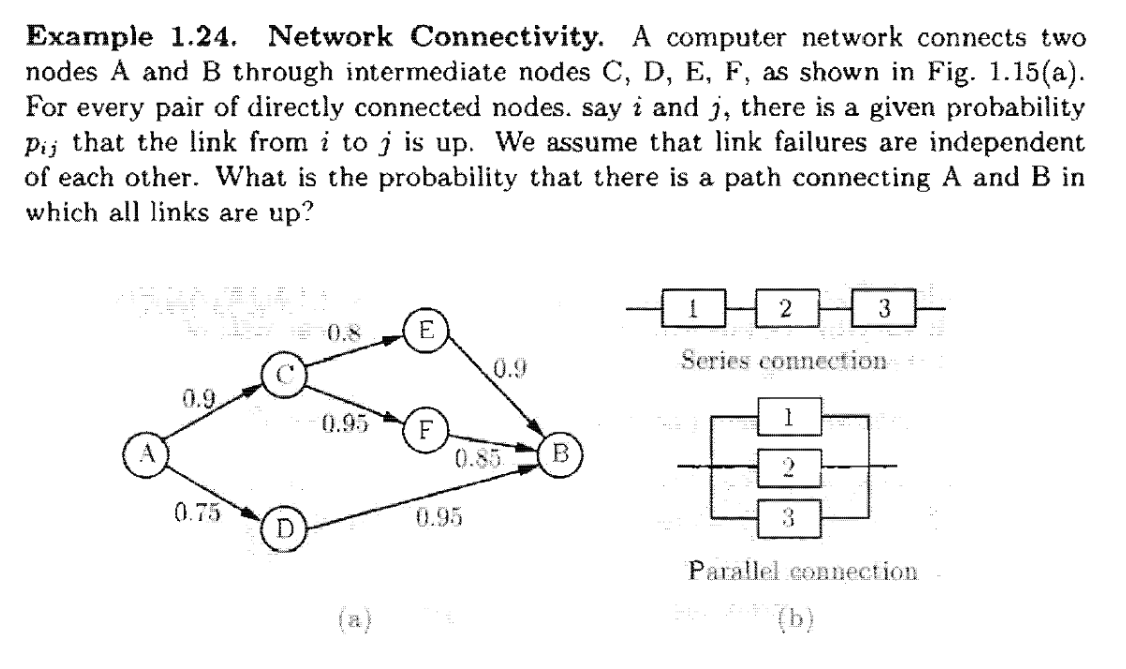 Example 1.24. Network Connectivity. A computer network connects two
nodes A and B through intermediate nodes C, D, E, F, as shown in Fig. 1.15(a).
For every pair of directly connected nodes. say i and j, there is a given probability
pij that the link from i to j is up. We assume that link failures are independent
of each other. What is the probability that there is a path connecting A and B in
which all links are up?
0.8
E
1
2
3
C
0.9
Series connection
0.9
0.95
F
1
A
0.85
B
2
0.75
D
0.95
3
Parallel connection
(a)
(b)